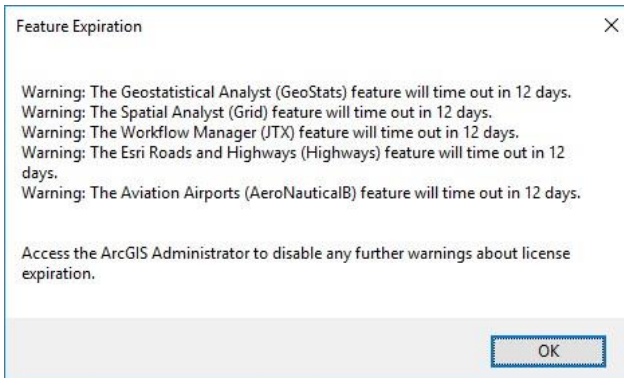 Feature Expiration
Warning: The Geostatistical Analyst (GeoStats) feature will time out in 12 days.
Warning: The Spatial Analyst (Grid) feature will time out in 12 days.
Warning: The Workflow Manager (JTX) feature will time out in 12 days.
Warning: The Esri Roads and Highways (Highways) feature will time out in 12
days.
Warning: The Aviation Airports (AeroNauticalB) feature will time out in 12 days.
Access the ArcGIS Administrator to disable any further warnings about license
expiration.
OK